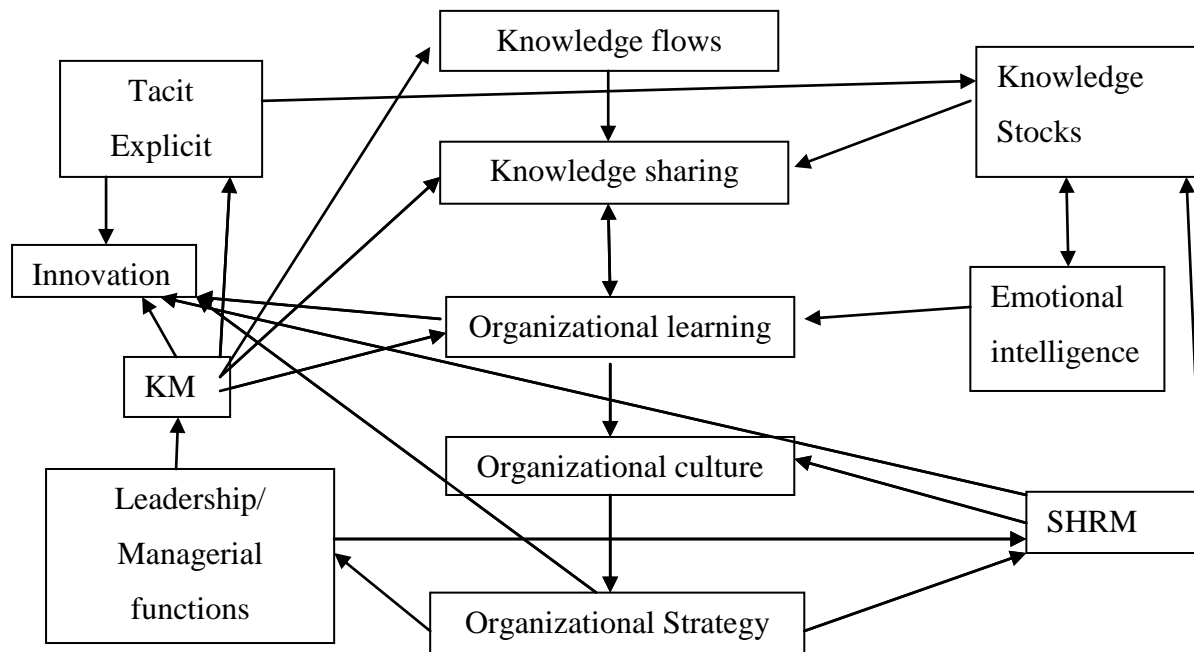 Knowledge flows
Tacit
Explicit
Knowledge
Stocks
Knowledge sharing
Innovation
Organizational learning
Emotional
intelligence
KM
Organizational culture
Leadership/
Managerial
functions
SHRM
Organizational Strategy